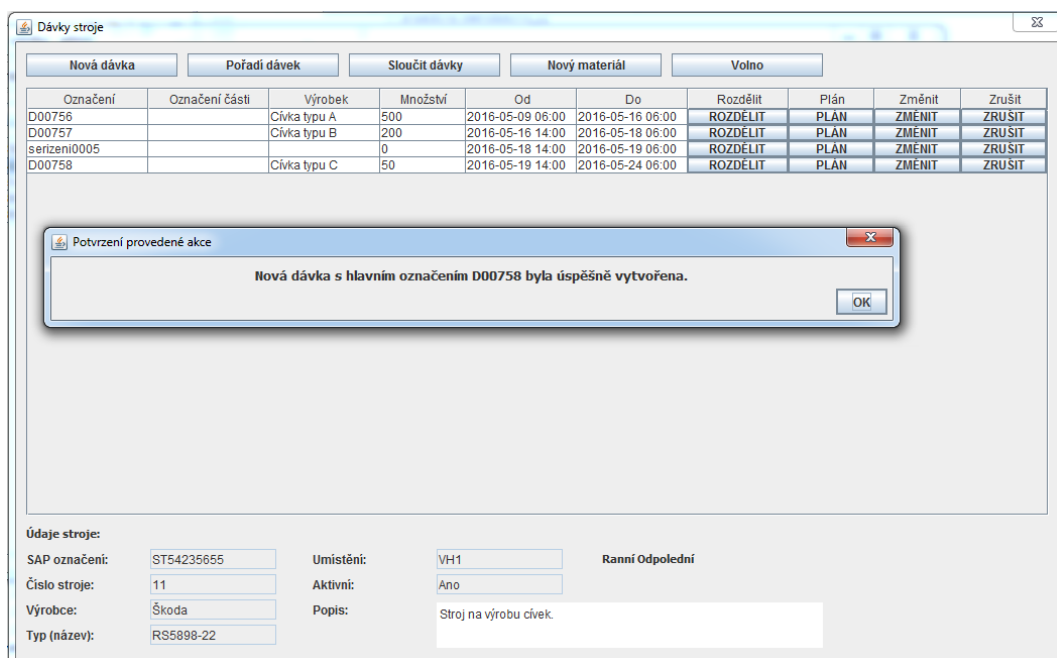 Dávky stroje
Nová dávka Pořadí dávek Sloučit dávky Nový materiál Volno
Označení Označení části Výrobek Množství Od Do Rozdělit Plán Změnit Zrušit
D00756 Cívka typu A 500 2016-05-09 06:00 2016-05-16 06:00 ROZDĚLIT PLÁN ZMĚNIT ZRUŠIT
D00757 Cívka typu B 200 2016-05-16 14:00 2016-05-18 06:00 ROZDĚLIT PLÁN ZMĚNIT ZRUŠIT
serizeni0005 0 2016-05-18 14:00 2016-05-19 06:00 ROZDĚLIT PLÁN ZMĚNIT ZRUŠIT
D00758 Cívka typu C 50 2016-05-19 14:00 2016-05-24 06:00 ROZDĚLIT PLÁN ZMĚNIT ZRUŠIT
Potvrzení provedené akce
Nová dávka s hlavním označením D00758 byla úspěšně vytvořena.
OK
Údaje stroje:
SAP označení: ST54235655 Umístění: VH1 Ranní Odpolední
Číslo stroje: 11 Aktivní: Ano
Výrobce: Škoda Popis: Stroj na výrobu cívek.
Typ (název): RS5898-22